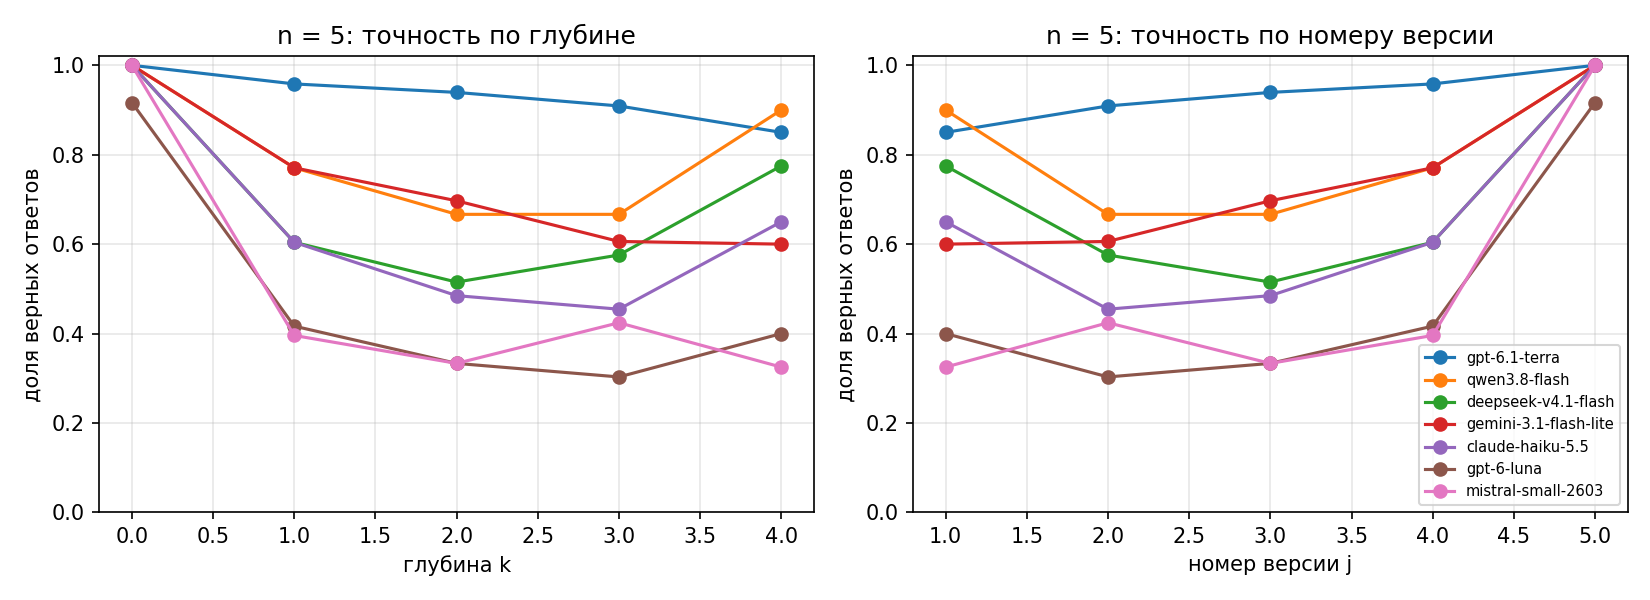 n = 5: точность по глубине
доля верных ответов
1.0
0.8
0.6
0.4
0.2
0.0
0.0 0.5 1.0 1.5 2.0 2.5 3.0 3.5 4.0
глубина k
n = 5: точность по номеру версии
доля верных ответов
1.0
0.8
0.6
0.4
0.2
0.0
gpt-6.1-terra
qwen3.8-flash
deepseek-v4.1-flash
gemini-3.1-flash-lite
claude-haiku-5.5
gpt-6-luna
mistral-small-2603
1.0 1.5 2.0 2.5 3.0 3.5 4.0 4.5 5.0
номер версии j